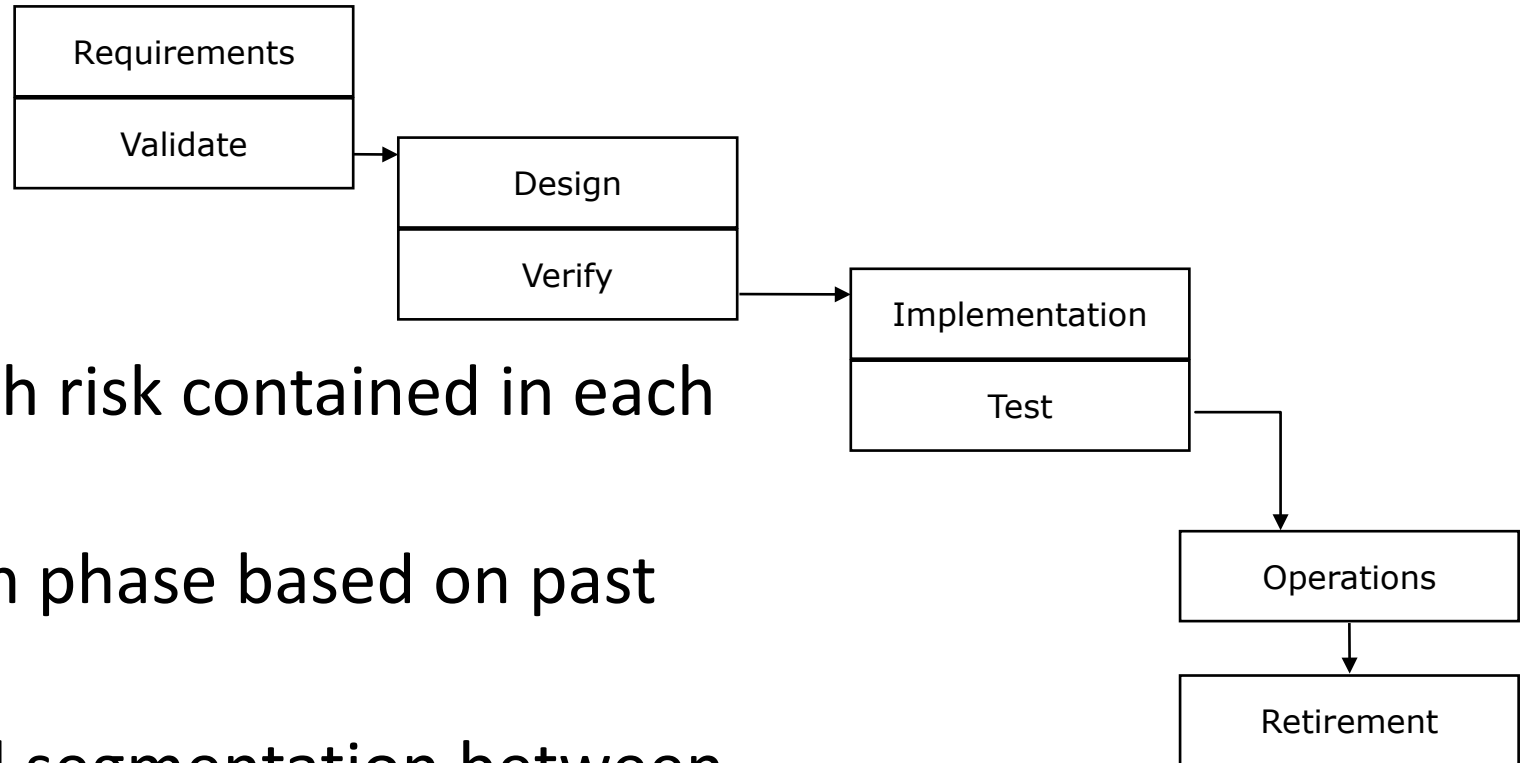 Requirements
Validate
Design
Verify
Implementation
Test
h risk contained in each
n phase based on past
l segmentation between
Operations
Retirement